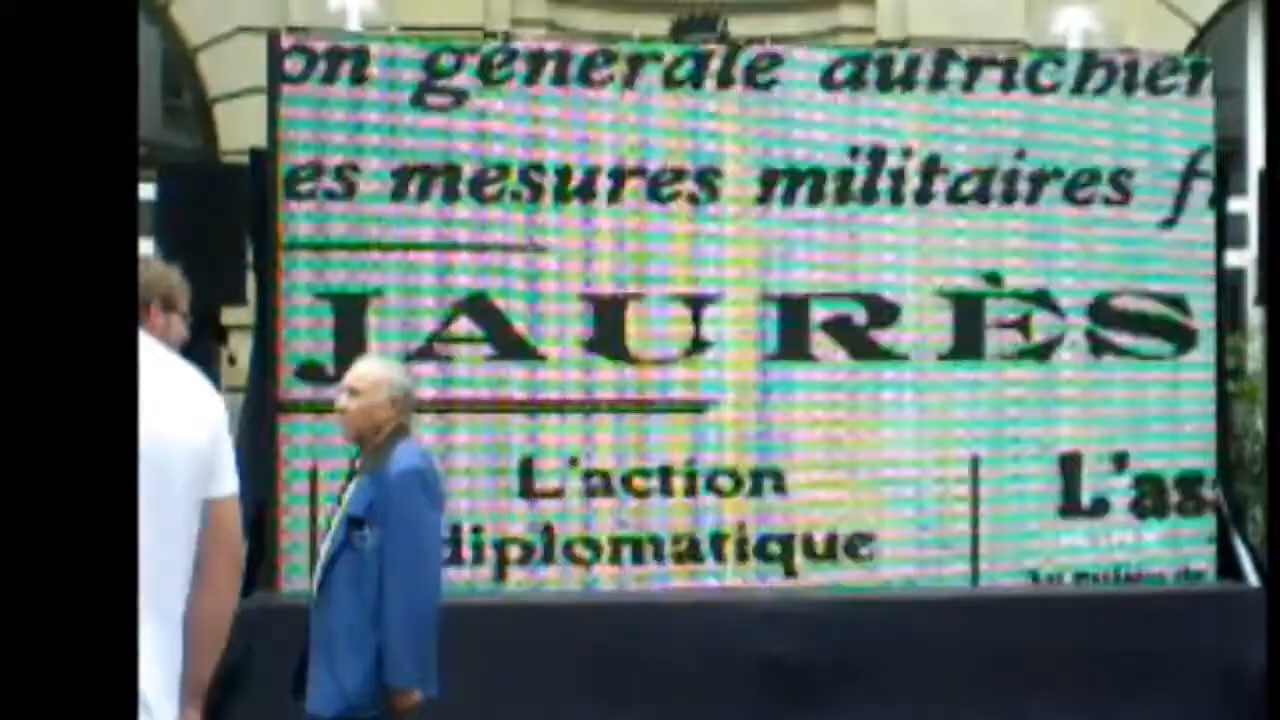 on générale autrichien
es mesures militaires f
JAURÈS
L'action
diplomatique
L'as